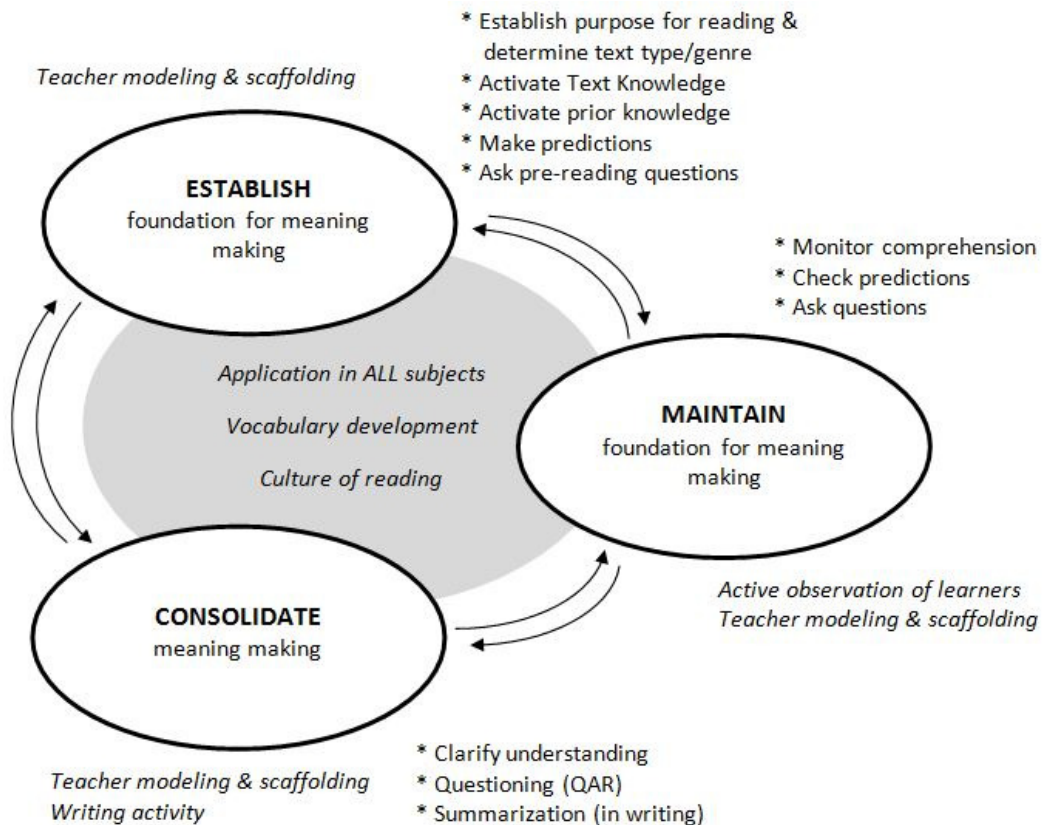 * Establish purpose for reading &
determine text type/genre
* Activate Text Knowledge
* Activate prior knowledge
* Make predictions
* Ask pre-reading questions
Teacher modeling & scaffolding
ESTABLISH
foundation for meaning
making
* Monitor comprehension
* Check predictions
* Ask questions
Application in ALL subjects
Vocabulary development
Culture of reading
MAINTAIN
foundation for meaning
making
Active observation of learners
Teacher modeling & scaffolding
CONSOLIDATE
meaning making
Teacher modeling & scaffolding
Writing activity
* Clarify understanding
* Questioning (QAR)
* Summarization (in writing)